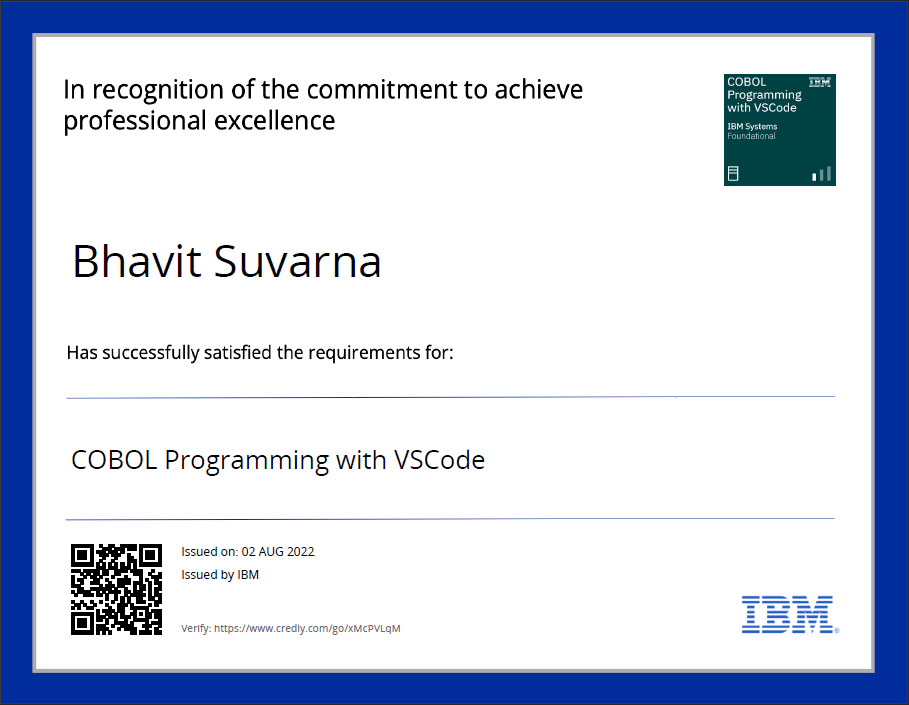 In recognition of the commitment to achieve
professional excellence
COBOL
Programming
with VSCode
IBM
IBM Systems
Foundational
Bhavit Suvarna
Has successfully satisfied the requirements for:
COBOL Programming with VSCode
Issued on: 02 AUG 2022
Issued by IBM
Verify: https://www.credly.com/go/xMcPVLqM
IBM®